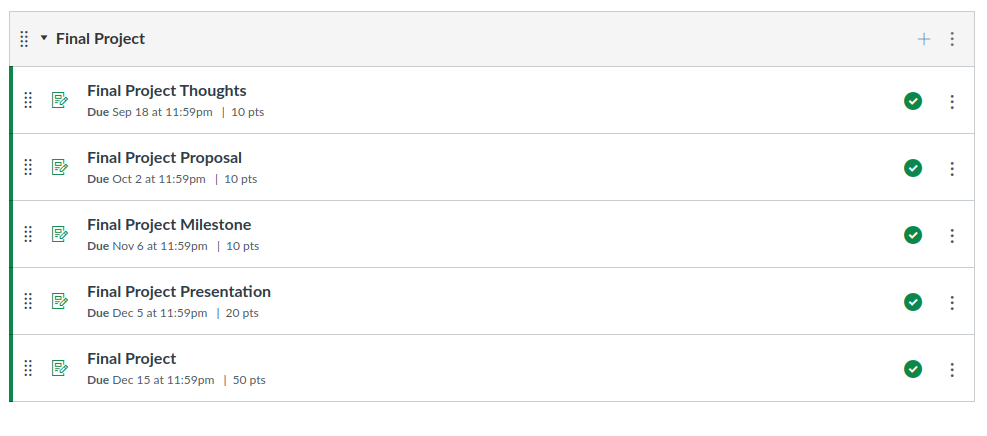 Final Project
Final Project Thoughts
Due Sep 18 at 11:59pm | 10 pts
Final Project Proposal
Due Oct 2 at 11:59pm | 10 pts
Final Project Milestone
Due Nov 6 at 11:59pm | 10 pts
Final Project Presentation
Due Dec 5 at 11:59pm | 20 pts
Final Project
Due Dec 15 at 11:59pm | 50 pts